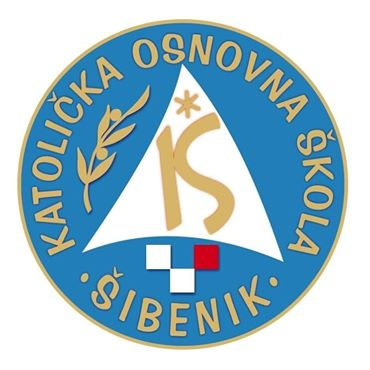 KATOLIČKA OSNOVNA ŠKOLA
KŠ
· ŠIBENIK ·